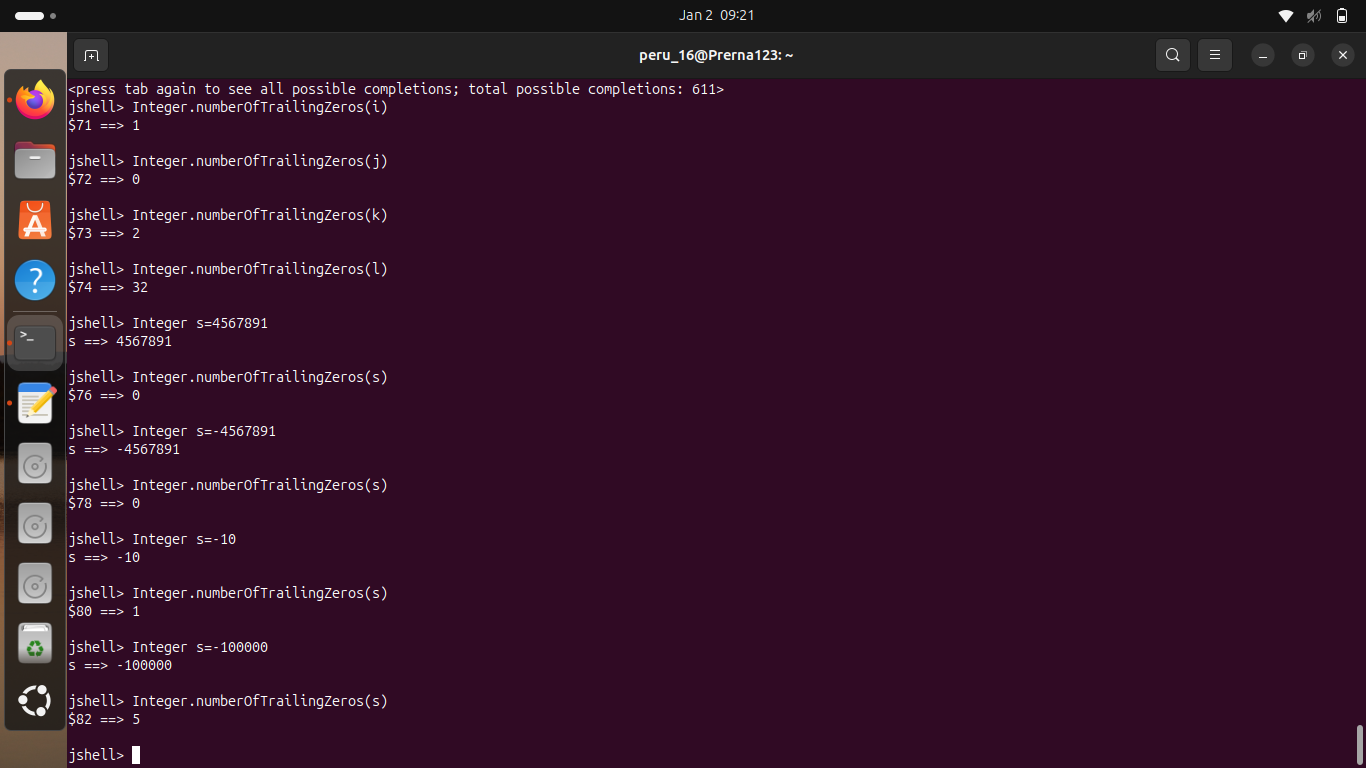 Jan 2 09:21
peru_16@Prerna123: ~
<press tab again to see all possible completions; total possible completions: 611>
jshell> Integer.numberOfTrailingZeros(i)
$71 ==> 1
jshell> Integer.numberOfTrailingZeros(j)
$72 ==> 0
jshell> Integer.numberOfTrailingZeros(k)
$73 ==> 2
jshell> Integer.numberOfTrailingZeros(l)
$74 ==> 32
jshell> Integer s=4567891
s ==> 4567891
jshell> Integer.numberOfTrailingZeros(s)
$76 ==> 0
jshell> Integer s=-4567891
s ==> -4567891
jshell> Integer.numberOfTrailingZeros(s)
$78 ==> 0
jshell> Integer s=-10
s ==> -10
jshell> Integer.numberOfTrailingZeros(s)
$80 ==> 1
jshell> Integer s=-100000
s ==> -100000
jshell> Integer.numberOfTrailingZeros(s)
$82 ==> 5
jshell>